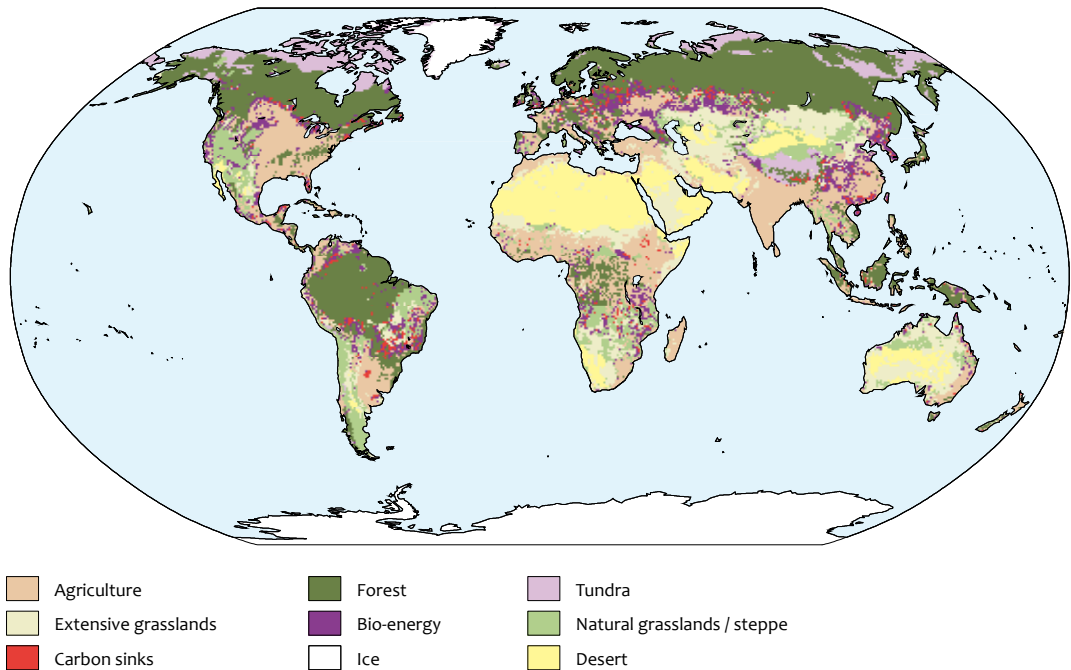 Agriculture
Forest
Tundra
Extensive grasslands
Bio-energy
Natural grasslands / steppe
Carbon sinks
Ice
Desert